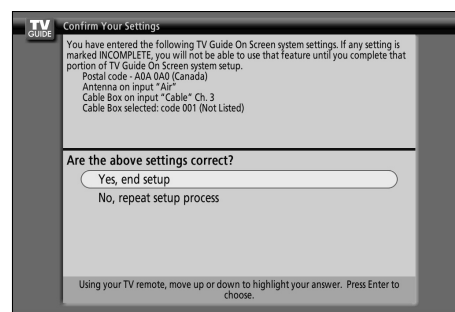 TV
GUIDE
Confirm Your Settings
You have entered the following TV Guide On Screen system settings. If any setting is
marked INCOMPLETE, you will not be able to use that feature until you complete that
portion of TV Guide On Screen system setup.
Postal code - A0A 0A0 (Canada)
Antenna on input "Air"
Cable Box on input "Cable" Ch. 3
Cable Box selected: code 001 (Not Listed)
Are the above settings correct?
Yes, end setup
No, repeat setup process
Using your TV remote, move up or down to highlight your answer. Press Enter to
choose.